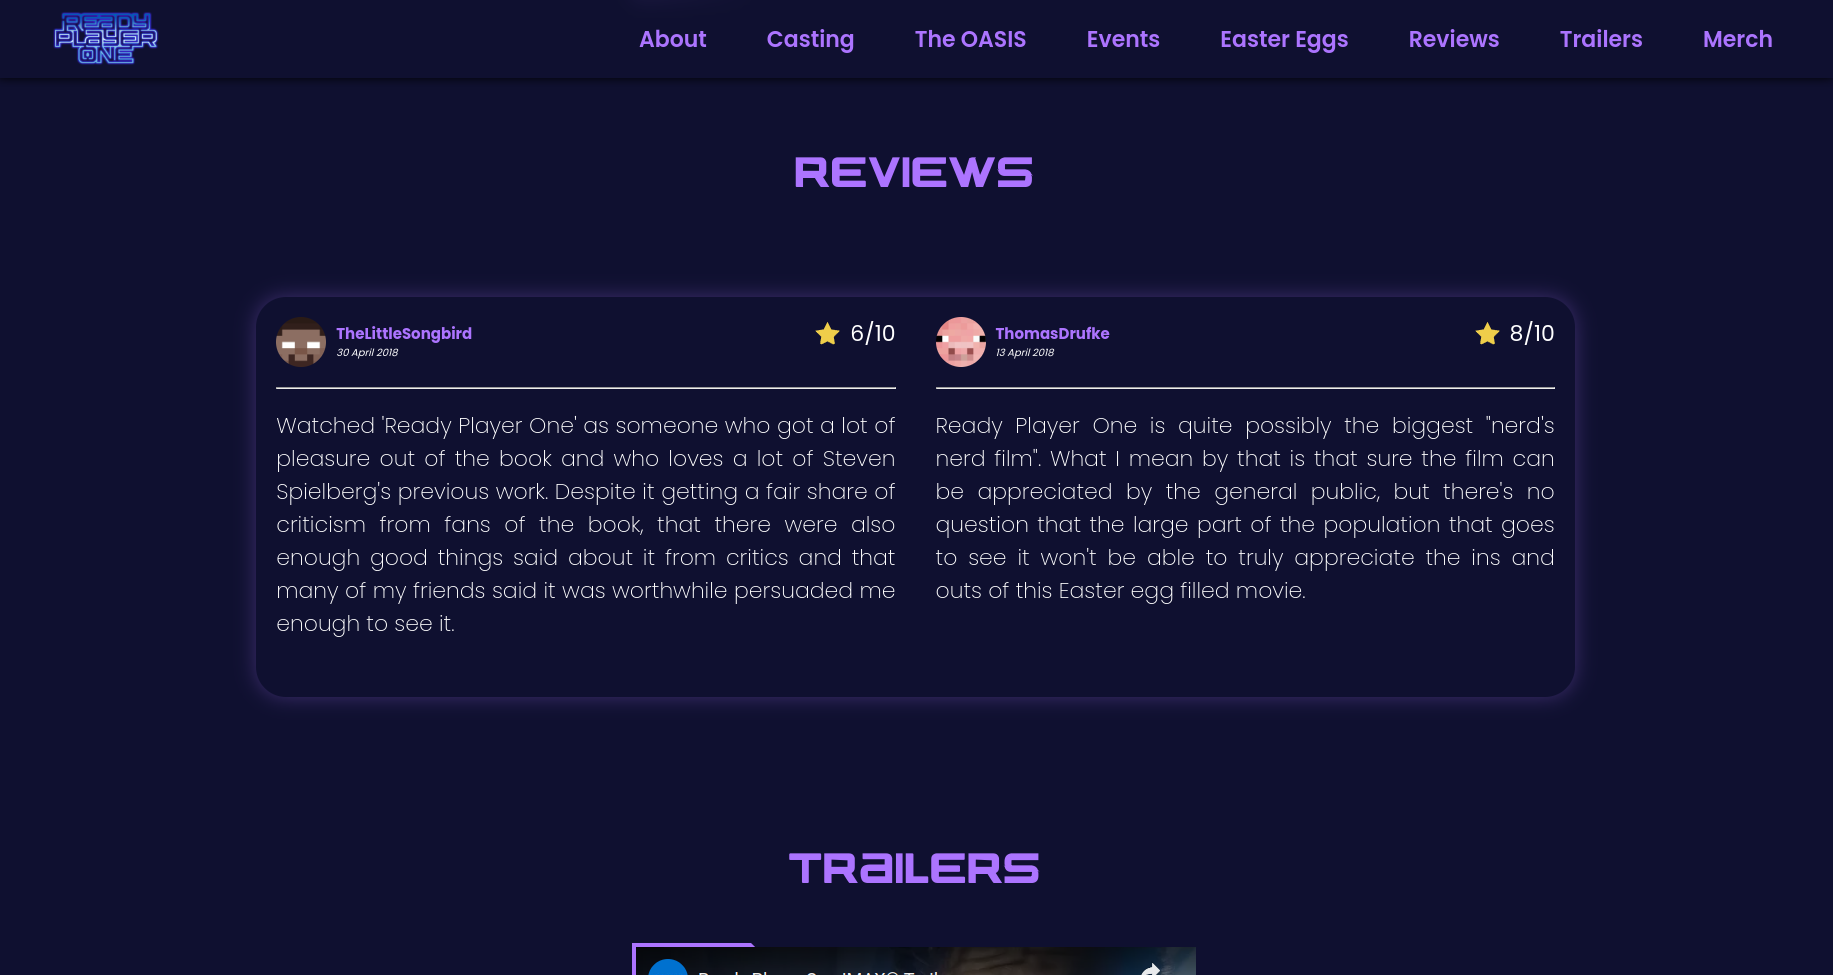 READY
PLAYER
ONE
About Casting The OASIS Events Easter Eggs Reviews Trailers Merch
REVIEWS
TheLittleSongbird
30 April 2018
6/10
Watched 'Ready Player One' as someone who got a lot of
pleasure out of the book and who loves a lot of Steven
Spielberg's previous work. Despite it getting a fair share of
criticism from fans of the book, that there were also
enough good things said about it from critics and that
many of my friends said it was worthwhile persuaded me
enough to see it.
ThomasDrufke
13 April 2018
8/10
Ready Player One is quite possibly the biggest "nerd's
nerd film". What I mean by that is that sure the film can
be appreciated by the general public, but there's no
question that the large part of the population that goes
to see it won't be able to truly appreciate the ins and
outs of this Easter egg filled movie.
TRAILERS